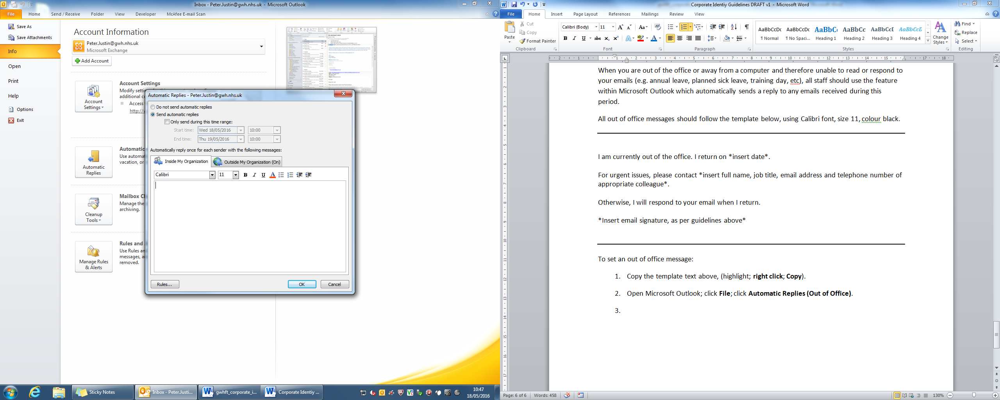 Inbox - PeterJustin@gwh.nhs.uk - Microsoft Outlook
File Home Send / Receive Folder View Developer McAfee E-mail Scan
Save As
Save Attachments
Info
Open
Print
Help
Options
Exit
Account Information
PeterJustin@gwh.nhs.uk
Microsoft Exchange
Add Account
Account Settings
Account Settings
Modify
additional
Access
http://
Automatic Replies
Automatic
Use
vacation, or
Cleanup Tools
Mailbox
Manage the
archiving.
Manage Rules & Alerts
Rules and
Use Rules
messages,
removed.
Automatic Replies - PeterJustin@gwh.nhs.uk
Do not send automatic replies
Send automatic replies
Only send during this time range:
Start time: Wed 18/05/2016 10:00
End time: Thu 19/05/2016 10:00
Automatically reply once for each sender with the following messages:
Inside My Organization Outside My Organization (On)
Calibri 11 B I U A
Rules... OK Cancel
Sticky Notes Inbox - PeterJusti... gwhft_corporate_i... Corporate Identiy ...
10:47
18/05/2016
Corporate Identiy Guidelines DRAFT v1 - Microsoft Word
File Home Insert Page Layout References Mailings Review View
Paste
Cut
Copy
Format Painter
Clipboard
Calibri (Body) 11
Font
Paragraph
AaBbCcDc AaBbCcDc AaBbC AaBbCc AaBbCcI AaBbCcD
¶ Normal ¶ No Spaci... Heading 1 Heading 2 Heading 3 Heading 4
Change Styles
Styles
Find
Replace
Select
Editing
When you are out of the office or away from a computer and therefore unable to read or respond to
your emails (e.g. annual leave, planned sick leave, training day, etc), all staff should use the feature
within Microsoft Outlook which automatically sends a reply to any emails received during this
period.
All out of office messages should follow the template below, using Calibri font, size 11, colour black.
I am currently out of the office. I return on *insert date*.
For urgent issues, please contact *insert full name, job title, email address and telephone number of
appropriate colleague*.
Otherwise, I will respond to your email when I return.
*Insert email signature, as per guidelines above*
To set an out of office message:
1. Copy the template text above, (highlight; right click; Copy).
2. Open Microsoft Outlook; click File; click Automatic Replies (Out of Office).
3.
Page: 6 of 6 Words: 458 130%